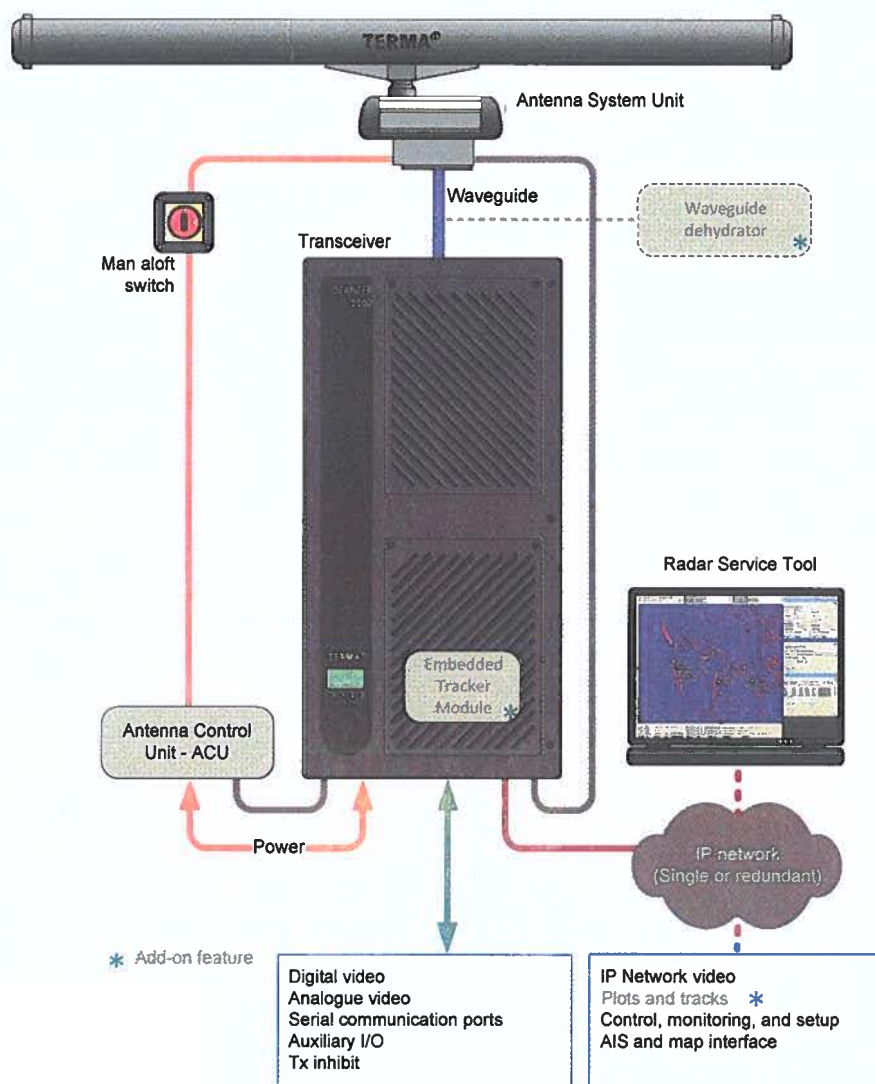 TERMA®
Antenna System Unit
Waveguide
Waveguide
dehydrator
*
Man aloft
switch
Transceiver
SCANTER
Radar Service Tool
TERMA
Embedded
Tracker
Module
*
Antenna Control
Unit - ACU
Power
IP network
(Single or redundant)
* Add-on feature
Digital video
Analogue video
Serial communication ports
Auxiliary I/O
Tx inhibit
IP Network video
Plots and tracks *
Control, monitoring, and setup
AIS and map interface